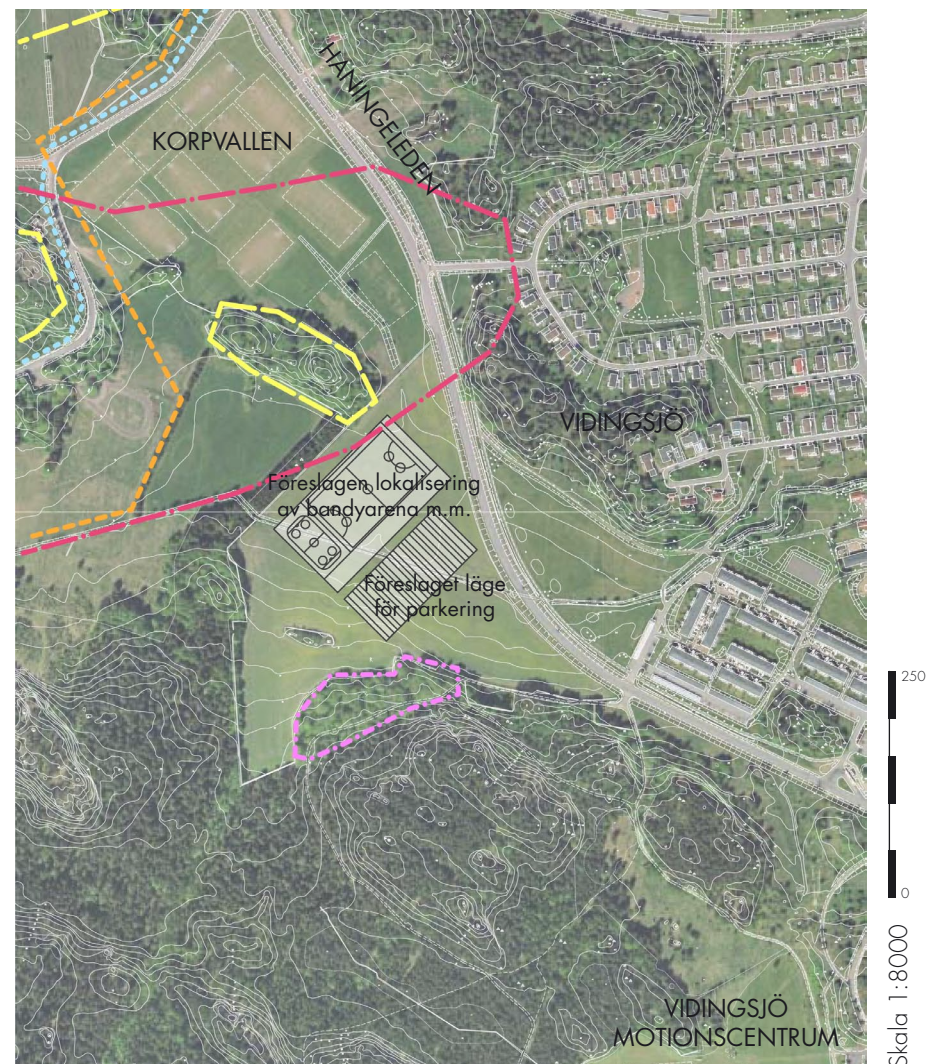 HANINGELEDEN
KORPVALLEN
VIDINGSJÖ
Föreslagen lokalisering
av bandyarena m.m.
Föreslaget läge
för parkering
250
0
Skala 1:8000
VIDINGSJÖ
MOTIONSCENTRUM